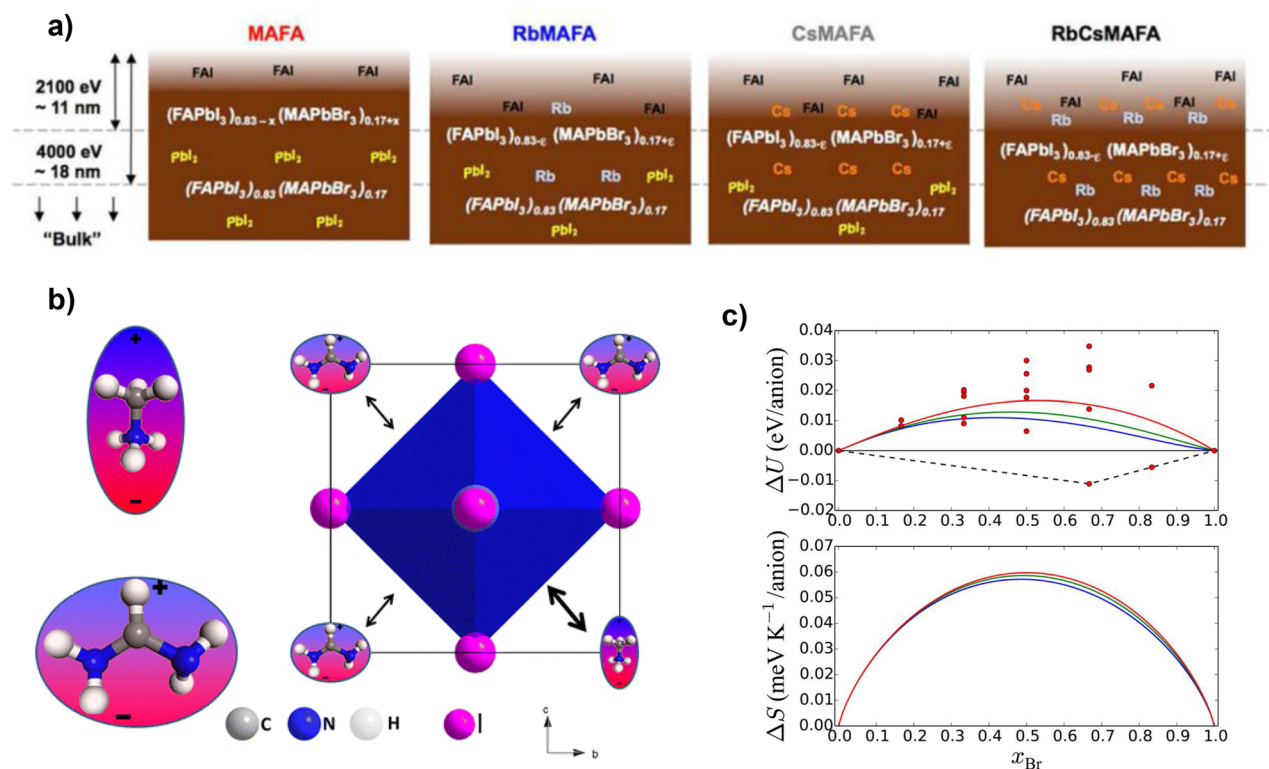 a)
MAFA
RbMAFA
CsMAFA
RbCsMAFA
2100 eV
~ 11 nm
4000 eV
~ 18 nm
"Bulk"
FAI FAI FAI
(FAPbI3)0.83 – x (MAPbBr3)0.17+x
PbI2 PbI2 PbI2
(FAPbI3)0.83(MAPbBr3)0.17
PbI2 PbI2
FAI FAI
FAI Rb FAI
(FAPbI3)0.83-ε (MAPbBr3)0.17+ε
PbI2 Rb Rb PbI2
(FAPbI3)0.83(MAPbBr3)0.17
PbI2
FAI FAI FAI
Cs FAI Cs Cs FAI
(FAPbI3)0.83-ε (MAPbBr3)0.17+ε
Cs Cs Cs
PbI2 PbI2
(FAPbI3)0.83(MAPbBr3)0.17
PbI2
FAI FAI FAI
Cs FAI Cs Cs FAI Cs
Rb Rb Rb
(FAPbI3)0.83-ε (MAPbBr3)0.17+ε
Cs Cs Cs Cs
Rb Rb Rb
(FAPbI3)0.83(MAPbBr3)0.17
b)
+
–
+
–
+
–
+
–
+
–
+
–
C N H I
c
b
c)
ΔU (eV/anion)
0.04
0.03
0.02
0.01
0.00
−0.01
−0.02
0.0 0.1 0.2 0.3 0.4 0.5 0.6 0.7 0.8 0.9 1.0
ΔS (meV K−1/anion)
0.07
0.06
0.05
0.04
0.03
0.02
0.01
0.00
0.0 0.1 0.2 0.3 0.4 0.5 0.6 0.7 0.8 0.9 1.0
xBr